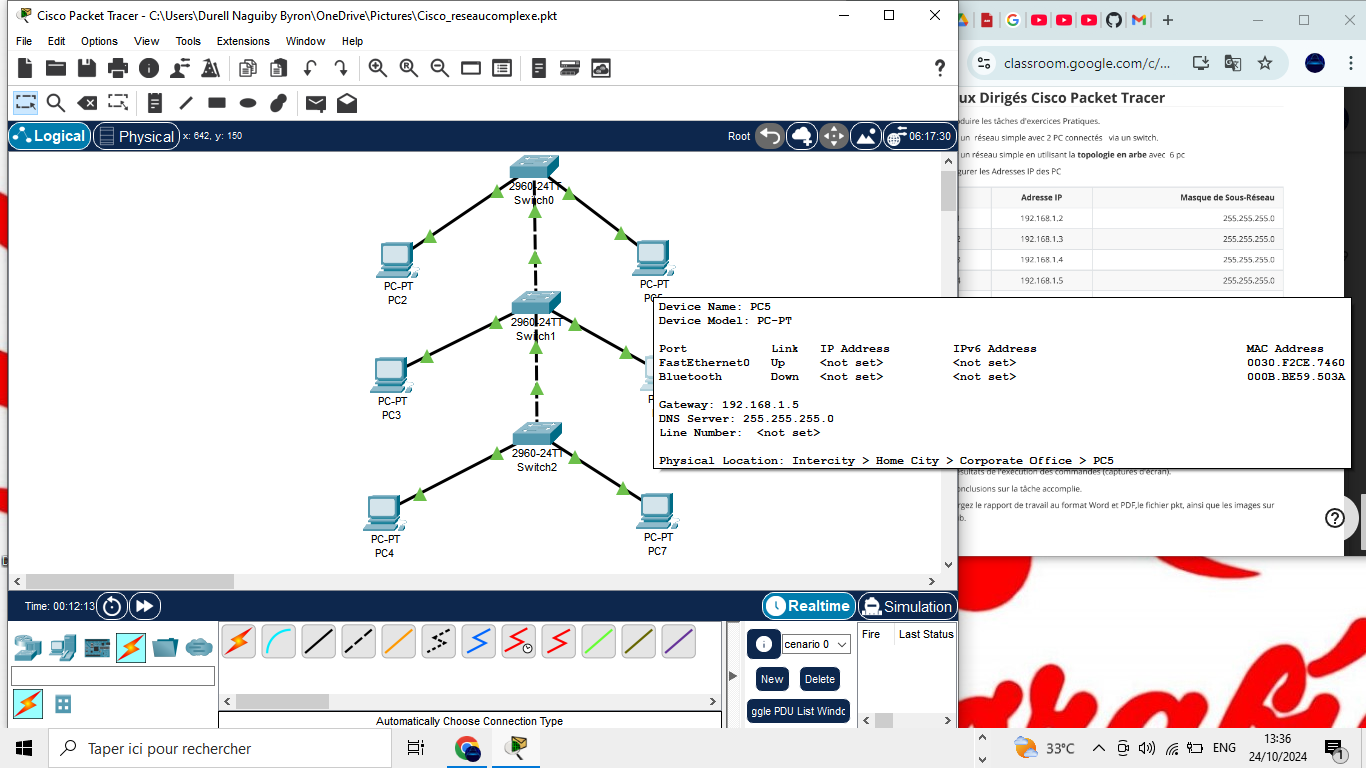 Cisco Packet Tracer - C:\Users\Durell Naguiby Byron\OneDrive\Pictures\Cisco_reseaucomplexe.pkt
File Edit Options View Tools Extensions Window Help
Logical
Physical
x: 642, y: 150
Root
06:17:30
2960-24TT
Switch0
PC-PT
PC2
PC-PT
2960-24TT
Switch1
PC-PT
PC3
2960-24TT
Switch2
PC-PT
PC4
PC-PT
PC7
Device Name: PC5
Device Model: PC-PT
Port Link IP Address IPv6 Address MAC Address
FastEthernet0 Up <not set> <not set> 0030.F2CE.7460
Bluetooth Down <not set> <not set> 000B.BE59.503A
Gateway: 192.168.1.5
DNS Server: 255.255.255.0
Line Number: <not set>
Physical Location: Intercity > Home City > Corporate Office > PC5
Time: 00:12:13
Realtime
Simulation
cenario 0
Fire Last Status
New
Delete
ggle PDU List Windo
Automatically Choose Connection Type
classroom.google.com/c/...
ux Dirigés Cisco Packet Tracer
oduire les tâches d'exercices Pratiques.
un réseau simple avec 2 PC connectés via un switch.
un réseau simple en utilisant la topologie en arbe avec 6 pc
gurer les Adresses IP des PC
Adresse IP Masque de Sous-Réseau
192.168.1.2 255.255.255.0
192.168.1.3 255.255.255.0
192.168.1.4 255.255.255.0
192.168.1.5 255.255.255.0
sultats de l'exécution des commandes (captures d'écran).
onclusions sur la tâche accomplie.
rgez le rapport de travail au format Word et PDF,le fichier pkt, ainsi que les images sur
b.
Taper ici pour rechercher
33°C
ENG
13:36
24/10/2024
1